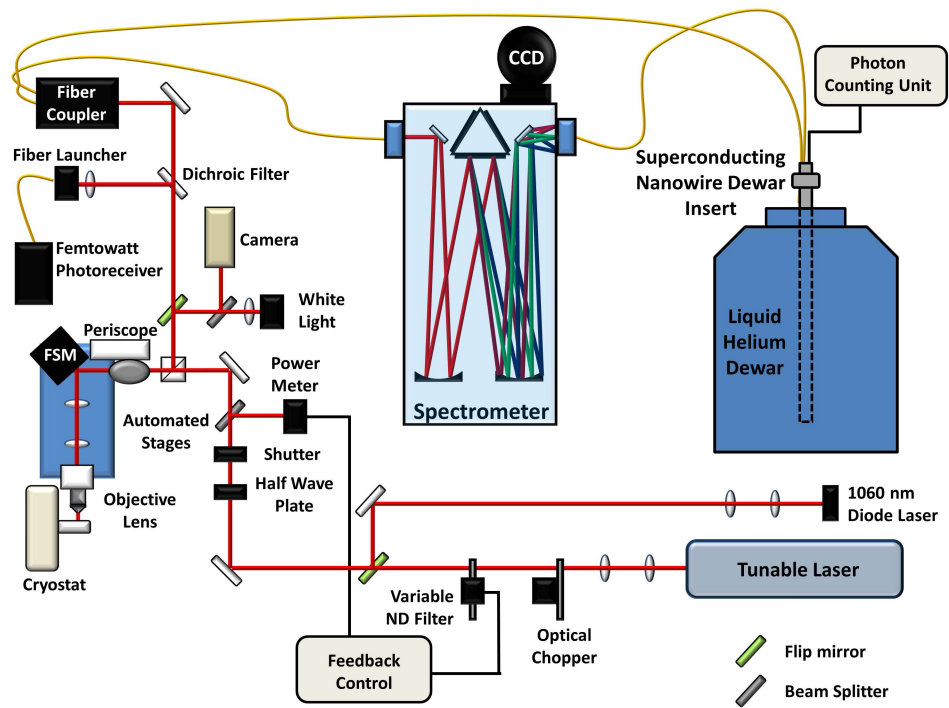 CCD
Photon
Counting Unit
Fiber
Coupler
Fiber Launcher
Dichroic Filter
Superconducting
Nanowire Dewar
Insert
Camera
Femtowatt
Photoreceiver
White
Light
Periscope
FSM
Power
Meter
Liquid
Helium
Dewar
Spectrometer
Automated
Stages
Shutter
Half Wave
Plate
Objective
Lens
1060 nm
Diode Laser
Cryostat
Tunable Laser
Variable
ND Filter
Optical
Chopper
Feedback
Control
Flip mirror
Beam Splitter